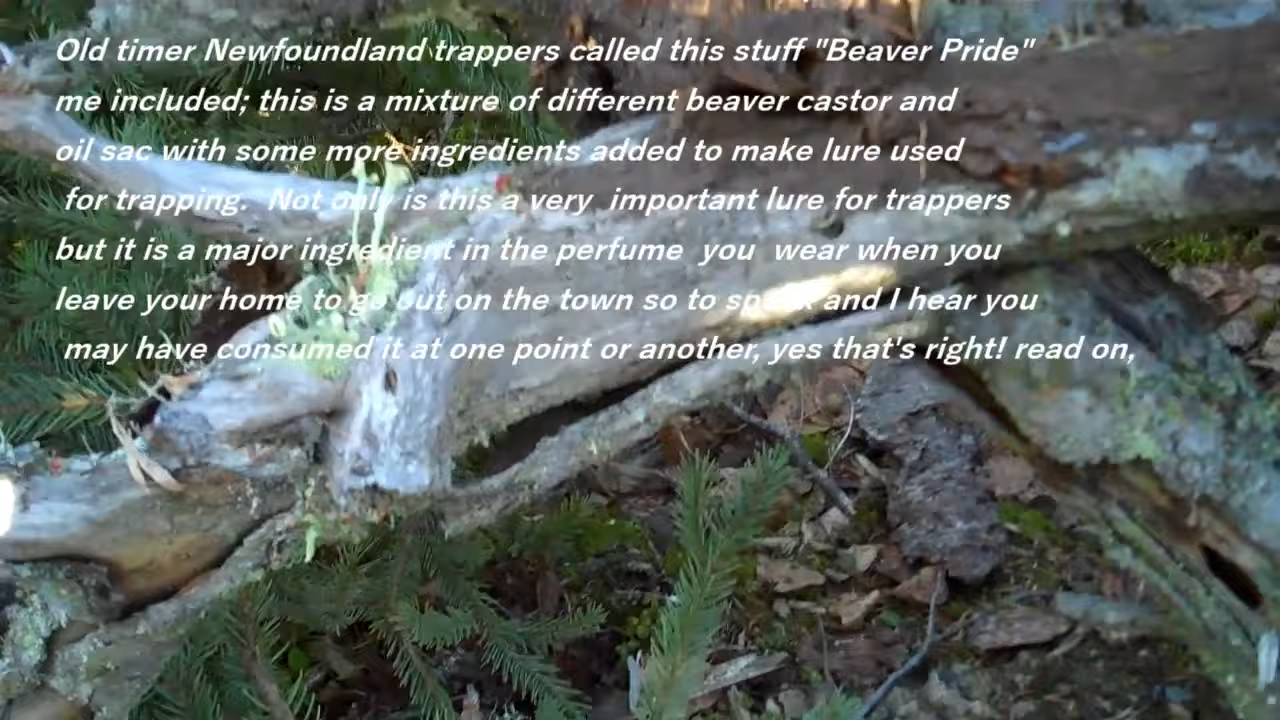 Old timer Newfoundland trappers called this stuff "Beaver Pride"
me included; this is a mixture of different beaver castor and
oil sac with some more ingredients added to make lure used
for trapping. Not only is this a very important lure for trappers
but it is a major ingredient in the perfume you wear when you
leave your home to go out on the town so to speak and I hear you
may have consumed it at one point or another, yes that's right! read on,